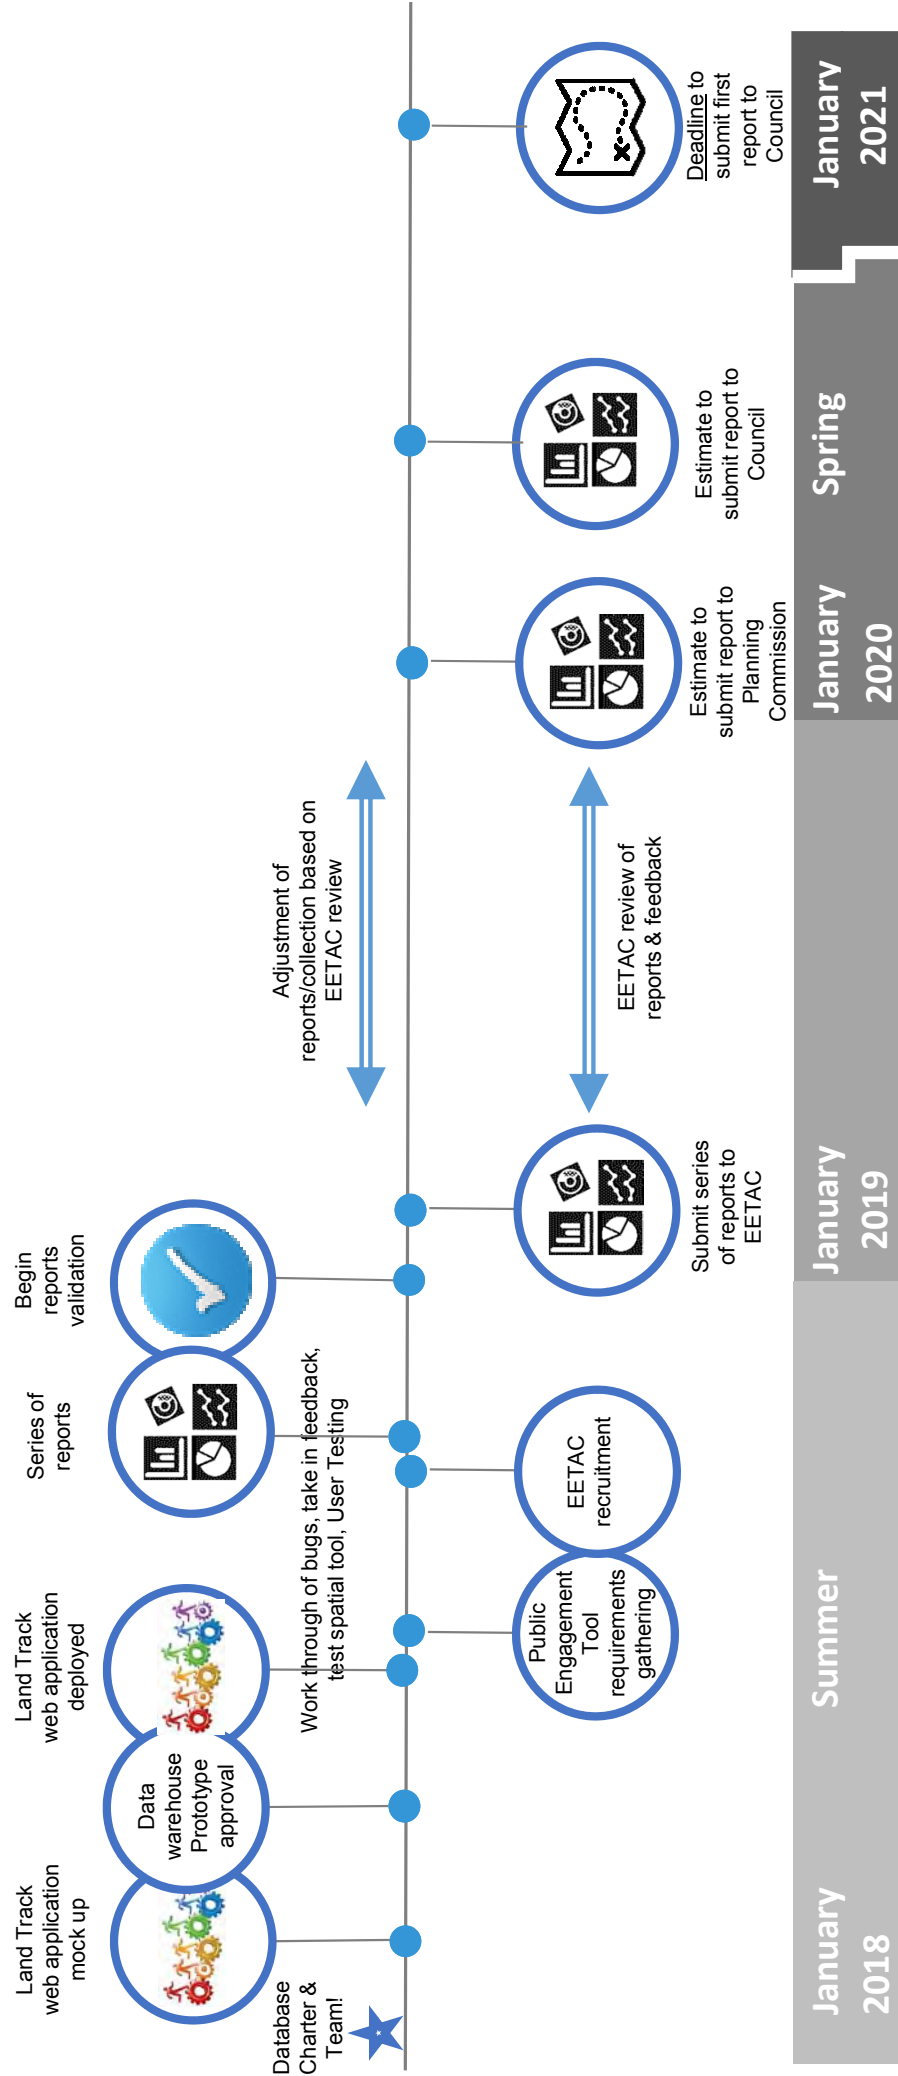 Land Track
web application
mock up
Land Track
web application
deployed
Series of
reports
Begin
reports
validation
Data
warehouse
Prototype
approval
Database
Charter &
Team!
Work through of bugs, take in feedback,
test spatial tool, User Testing
Adjustment of
reports/collection based on
EETAC review
Public
Engagement
Tool
requirements
gathering
EETAC
recruitment
Submit series
of reports to
EETAC
EETAC review of
reports & feedback
Estimate to
submit report to
Planning
Commission
Estimate to
submit report to
Council
Deadline to
submit first
report to
Council
January
2018
Summer
January
2019
January
2020
Spring
January
2021